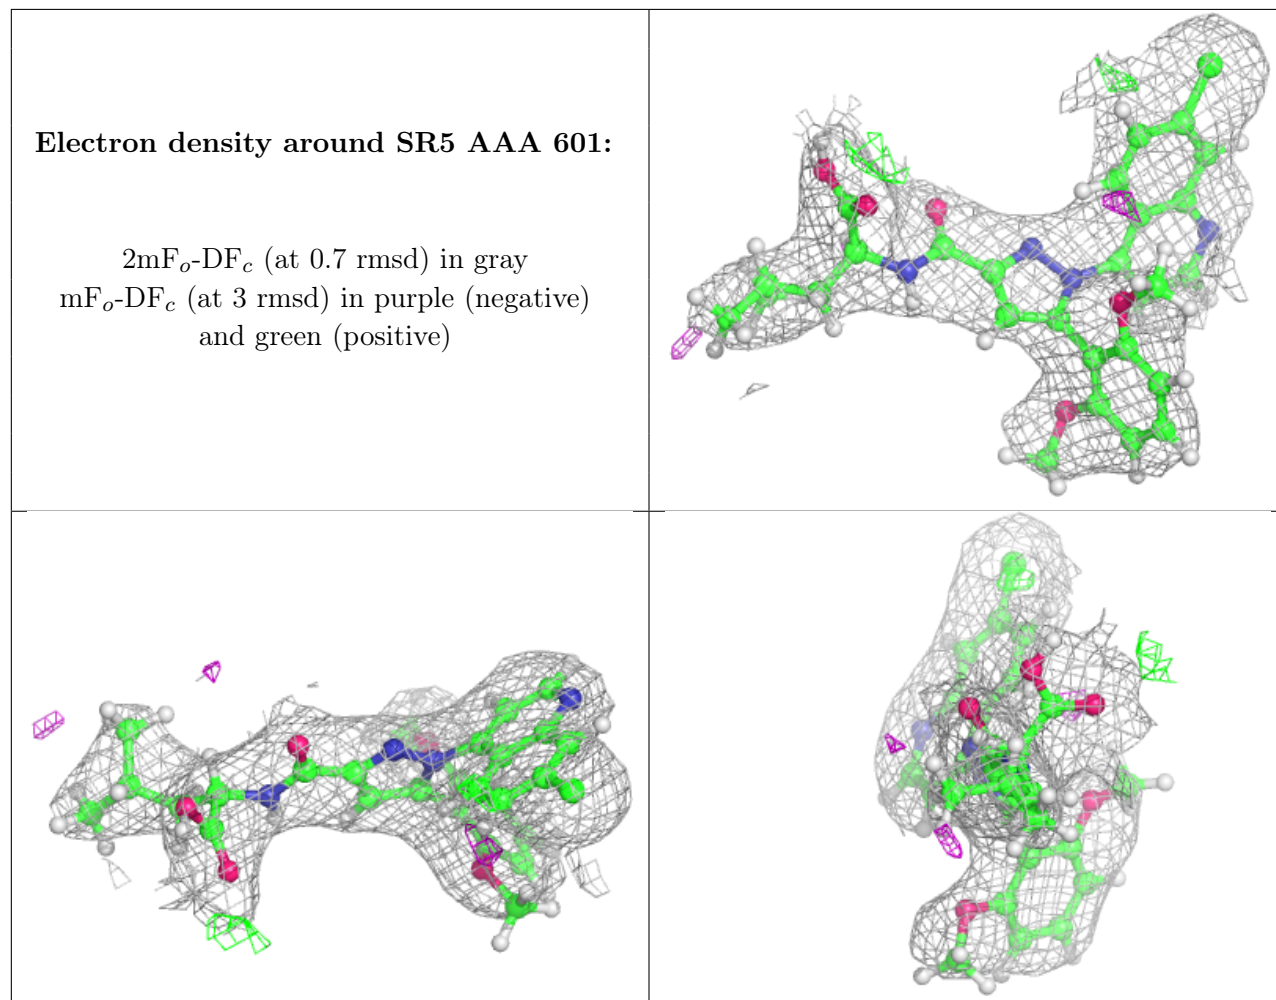 Electron density around SR5 AAA 601:
2mFo-DFc (at 0.7 rmsd) in gray
mFo-DFc (at 3 rmsd) in purple (negative)
and green (positive)